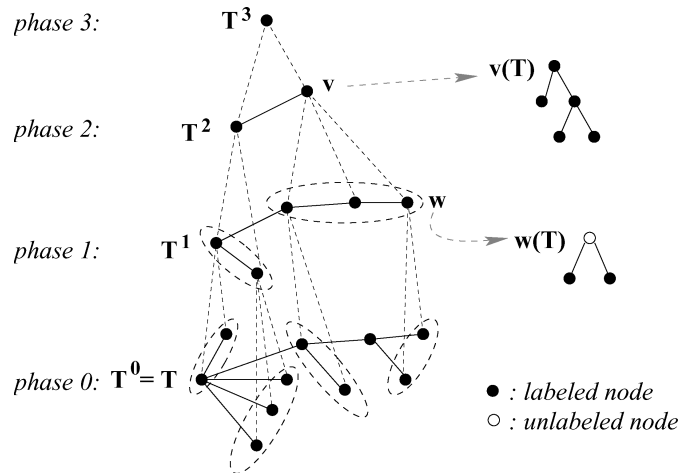 phase 3: T³
v
v(T)
phase 2: T²
w
phase 1: T¹
w(T)
phase 0: T⁰= T
: labeled node
: unlabeled node